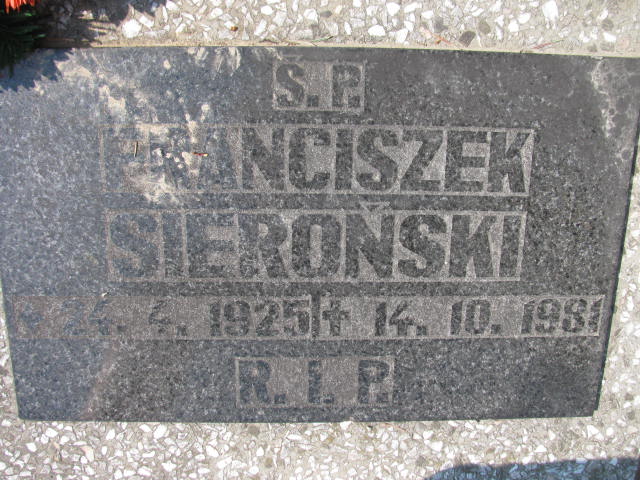 Ś.P.
FRANCISZEK
SIEROŃSKI
* 24. 4. 1925 † 14. 10. 1981
R. I. P.